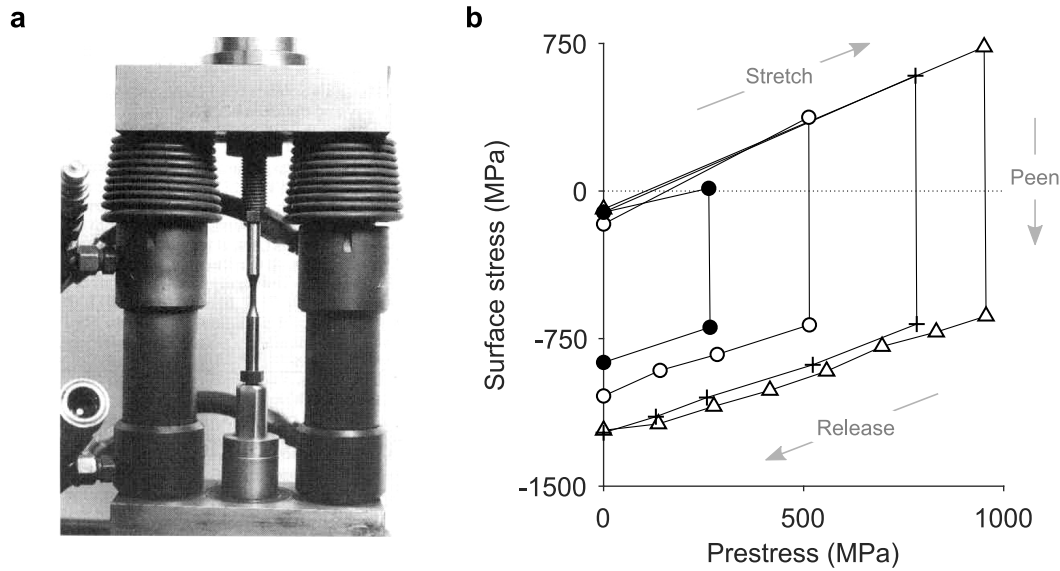 a
b
750
0
-750
-1500
Surface stress (MPa)
Stretch
Peen
Release
0
500
1000
Prestress (MPa)